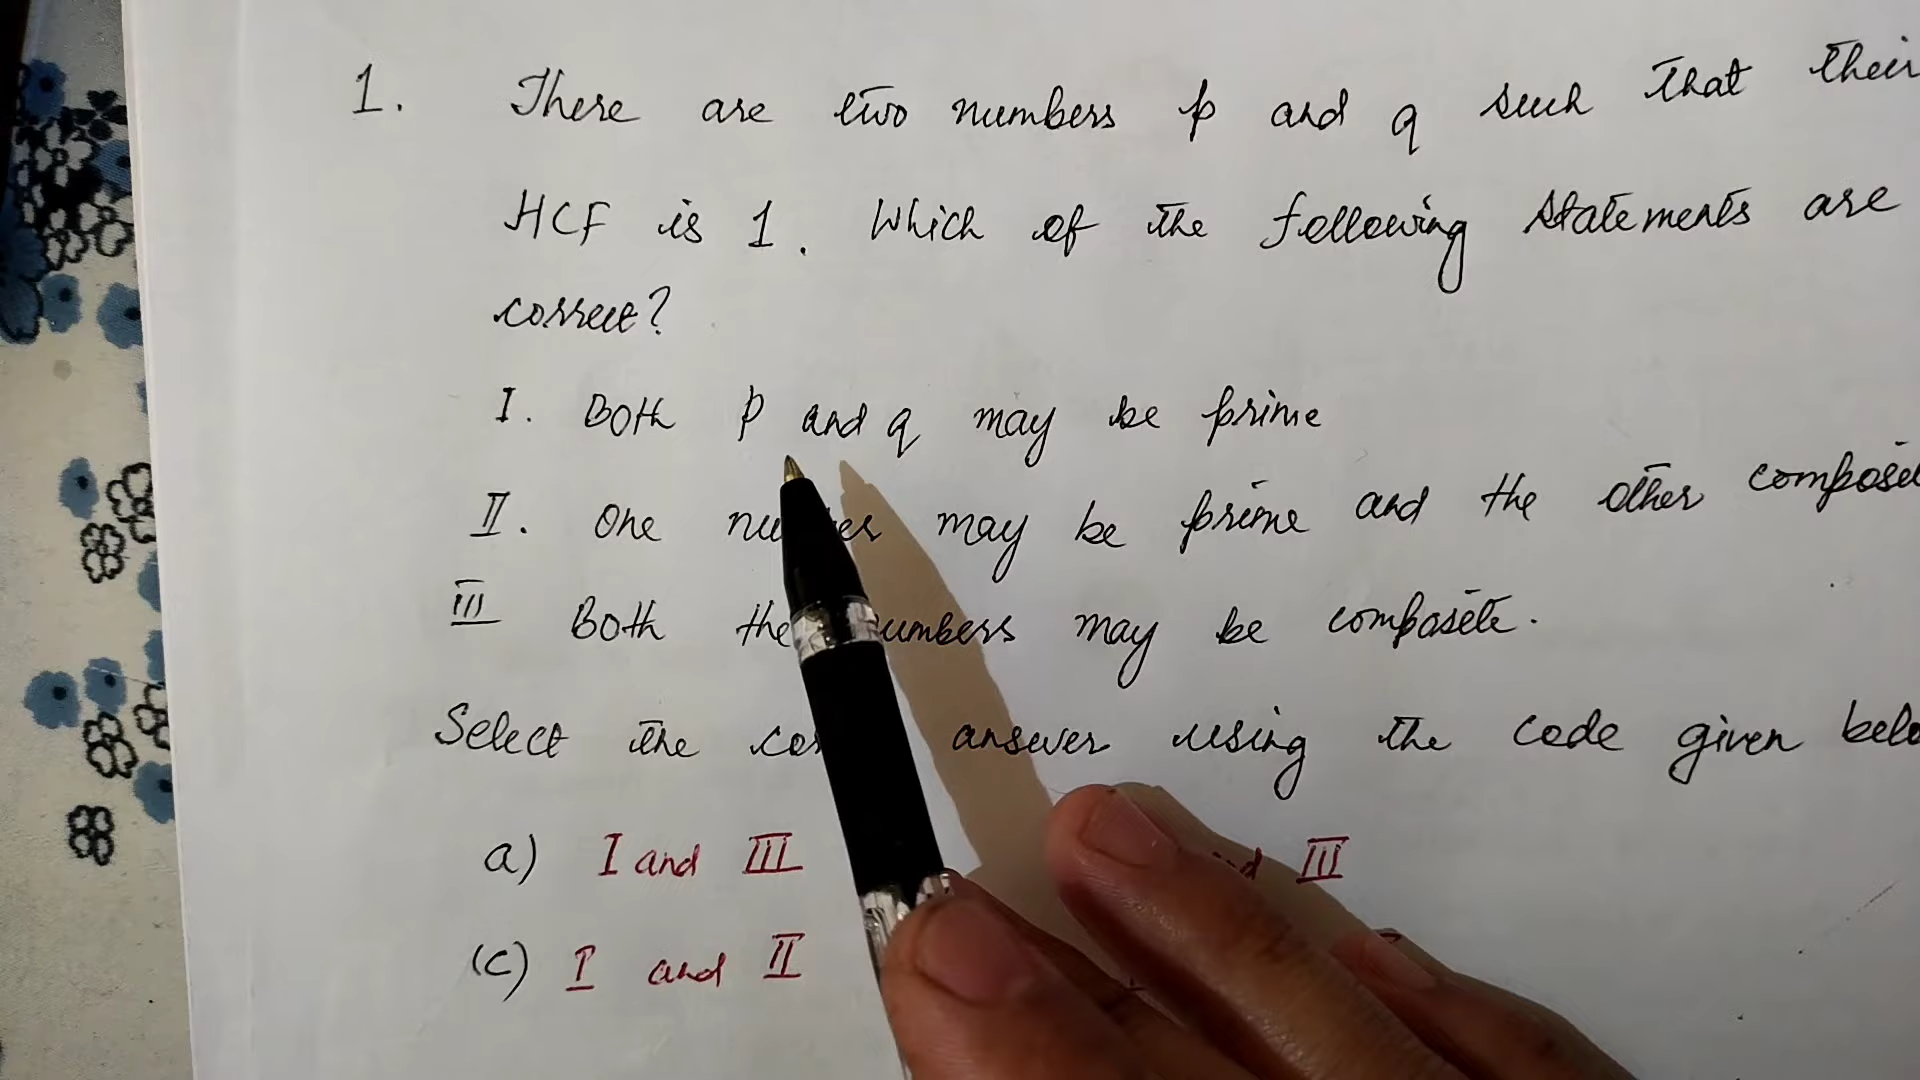 1. There are two numbers p and q such that their
HCF is 1. Which of the following statements are
correct?
I. Both p and q may be prime
II. One may be prime and the other
III Both the numbers may be composite.
Select the answer using the code given
a) I and III III
(c) I and II